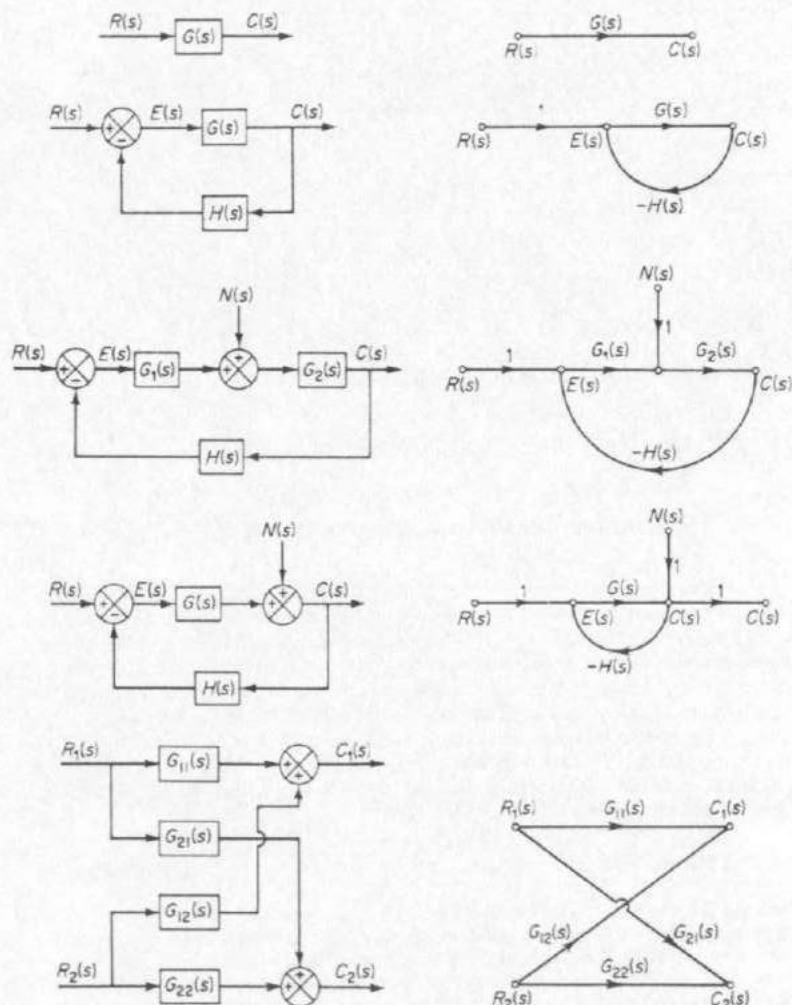 R(s) G(s) C(s)
G(s)
R(s) C(s)
R(s) + − E(s) G(s) C(s)
H(s)
1 G(s)
R(s) E(s) C(s)
−H(s)
N(s)
R(s) + − E(s) G₁(s) + + G₂(s) C(s)
H(s)
N(s)
1
1 G₁(s) G₂(s)
R(s) E(s) C(s)
−H(s)
N(s)
R(s) + − E(s) G(s) + + C(s)
H(s)
N(s)
1
1 G(s) 1
R(s) E(s) C(s) C(s)
−H(s)
R₁(s) G₁₁(s) + + C₁(s)
G₂₁(s)
G₁₂(s)
R₂(s) G₂₂(s) + + C₂(s)
R₁(s) G₁₁(s) C₁(s)
G₁₂(s) G₂₁(s)
G₂₂(s)
R₂(s) C₂(s)